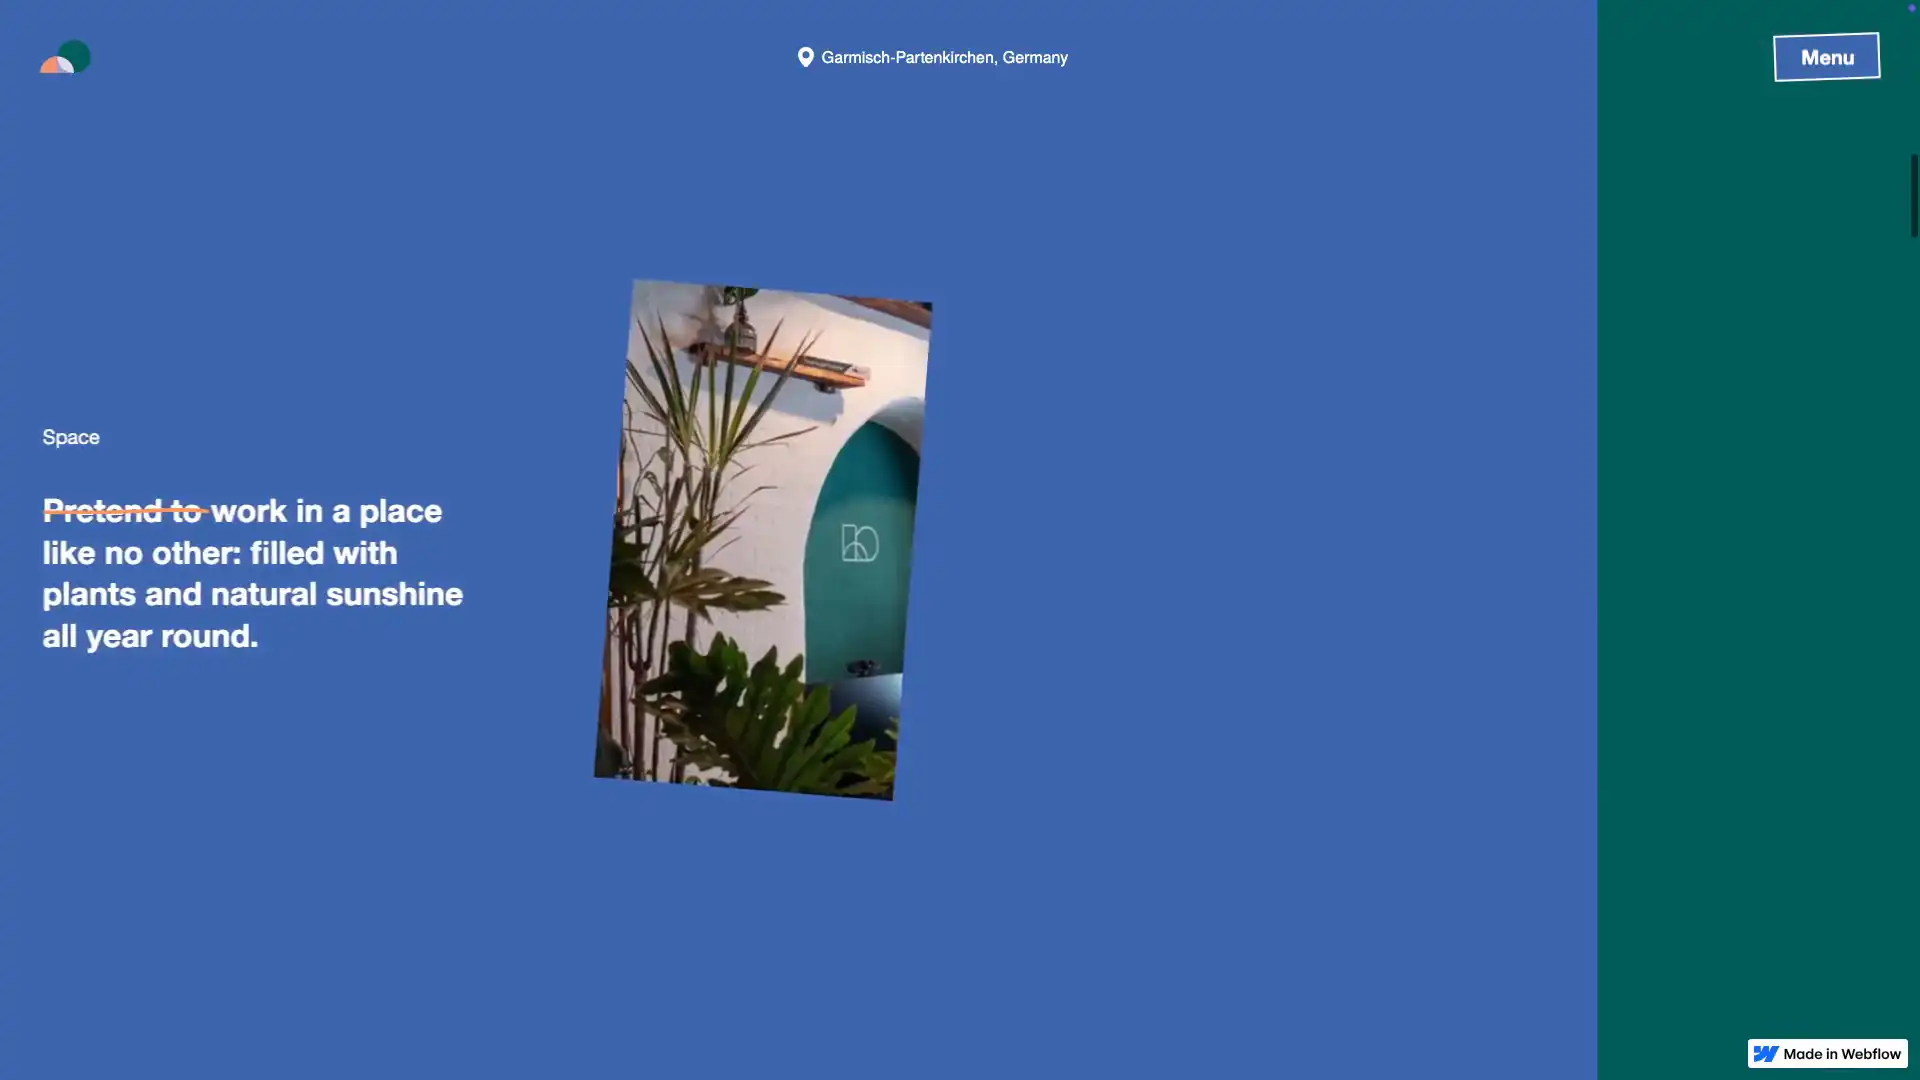 Garmisch-Partenkirchen, Germany
Menu
Space
Pretend to work in a place
like no other: filled with
plants and natural sunshine
all year round.
Made in Webflow